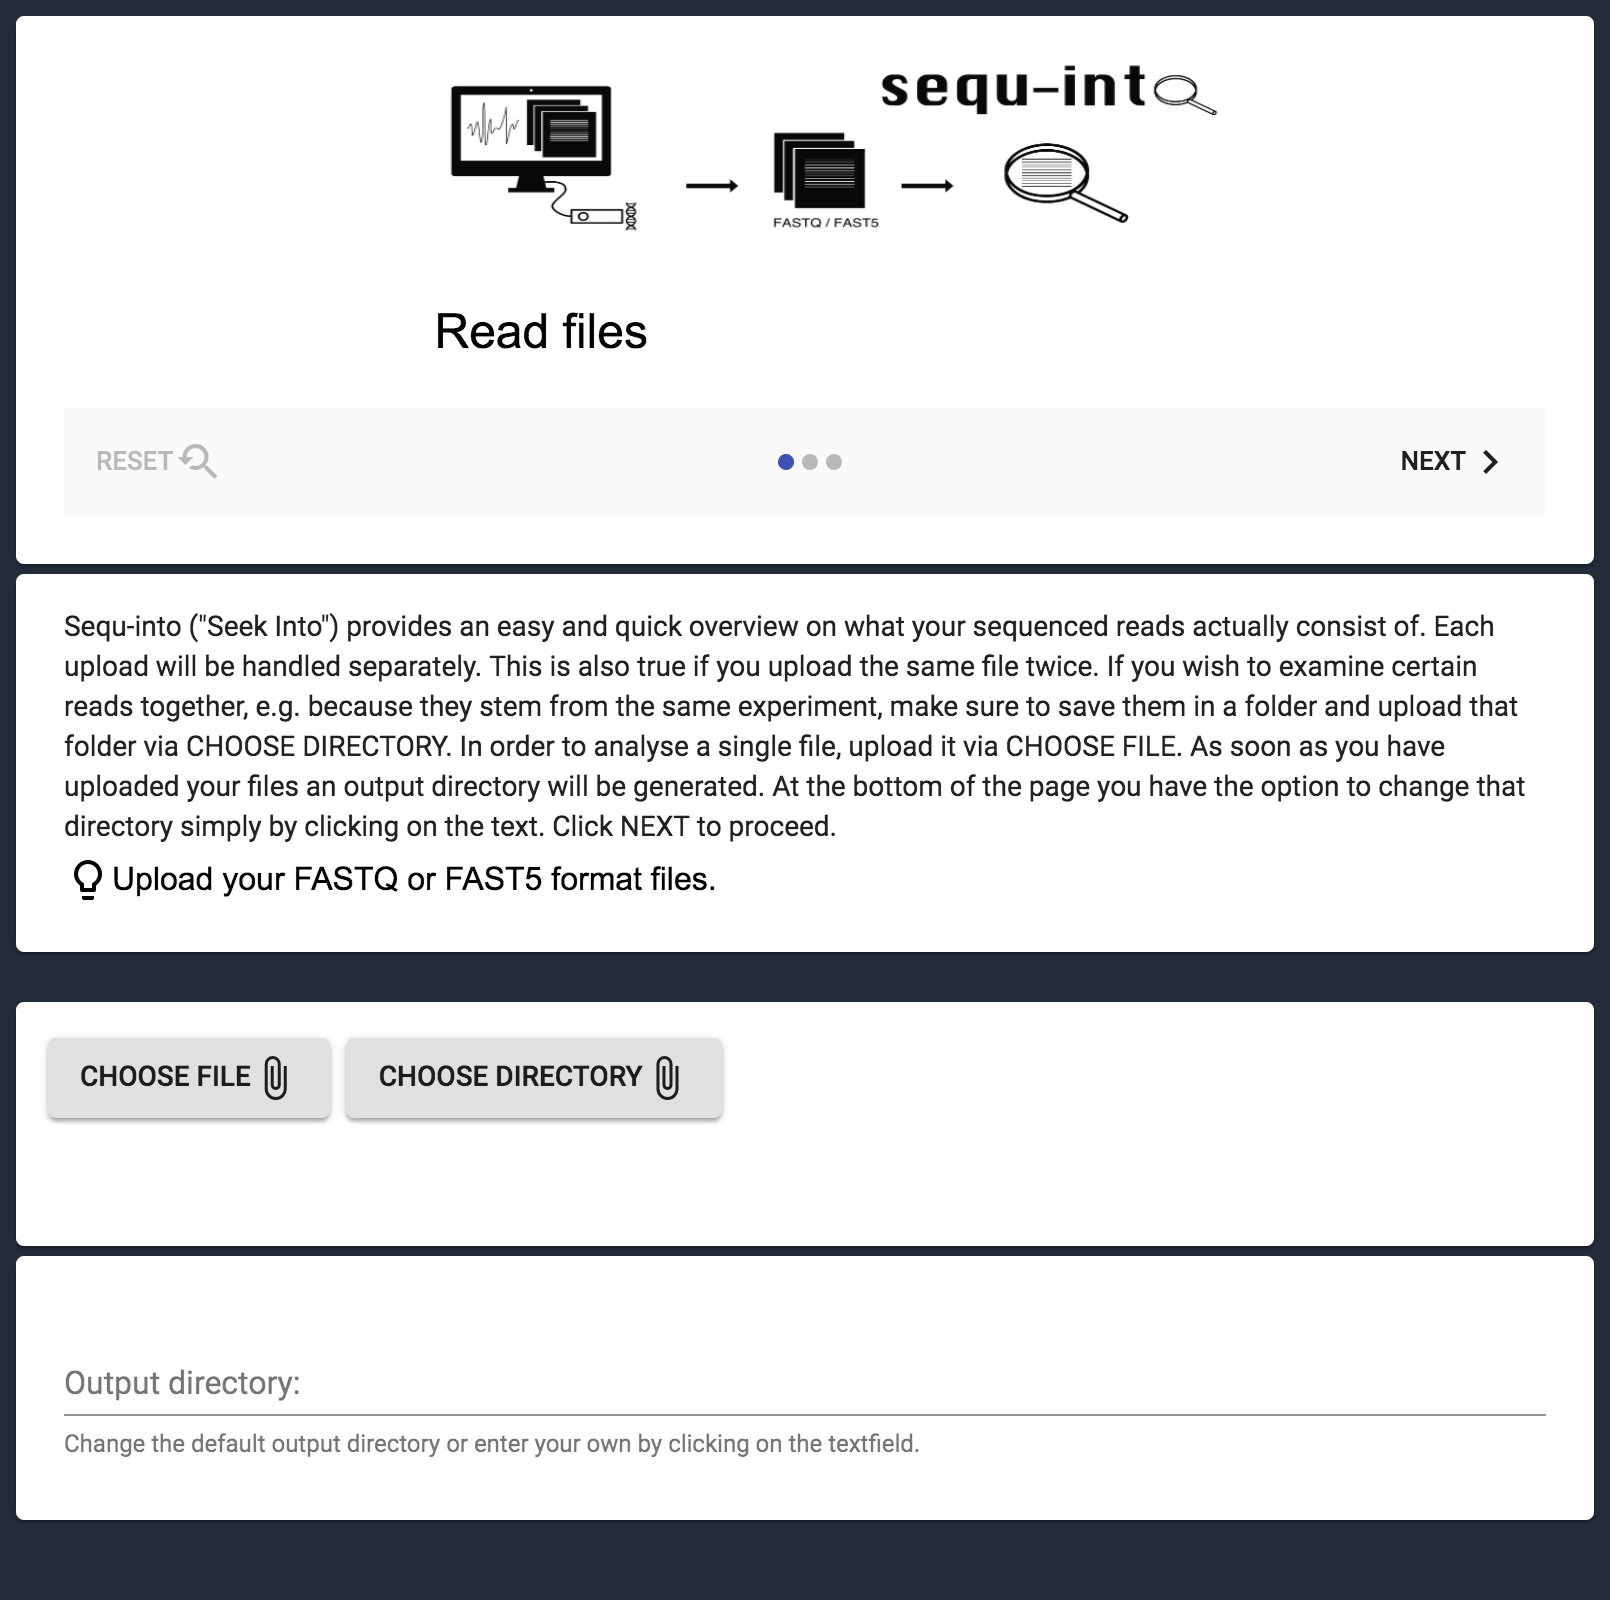 sequ-into
FASTQ / FAST5
Read files
RESET
NEXT
Sequ-into ("Seek Into") provides an easy and quick overview on what your sequenced reads actually consist of. Each
upload will be handled separately. This is also true if you upload the same file twice. If you wish to examine certain
reads together, e.g. because they stem from the same experiment, make sure to save them in a folder and upload that
folder via CHOOSE DIRECTORY. In order to analyse a single file, upload it via CHOOSE FILE. As soon as you have
uploaded your files an output directory will be generated. At the bottom of the page you have the option to change that
directory simply by clicking on the text. Click NEXT to proceed.
Upload your FASTQ or FAST5 format files.
CHOOSE FILE
CHOOSE DIRECTORY
Output directory:
Change the default output directory or enter your own by clicking on the textfield.